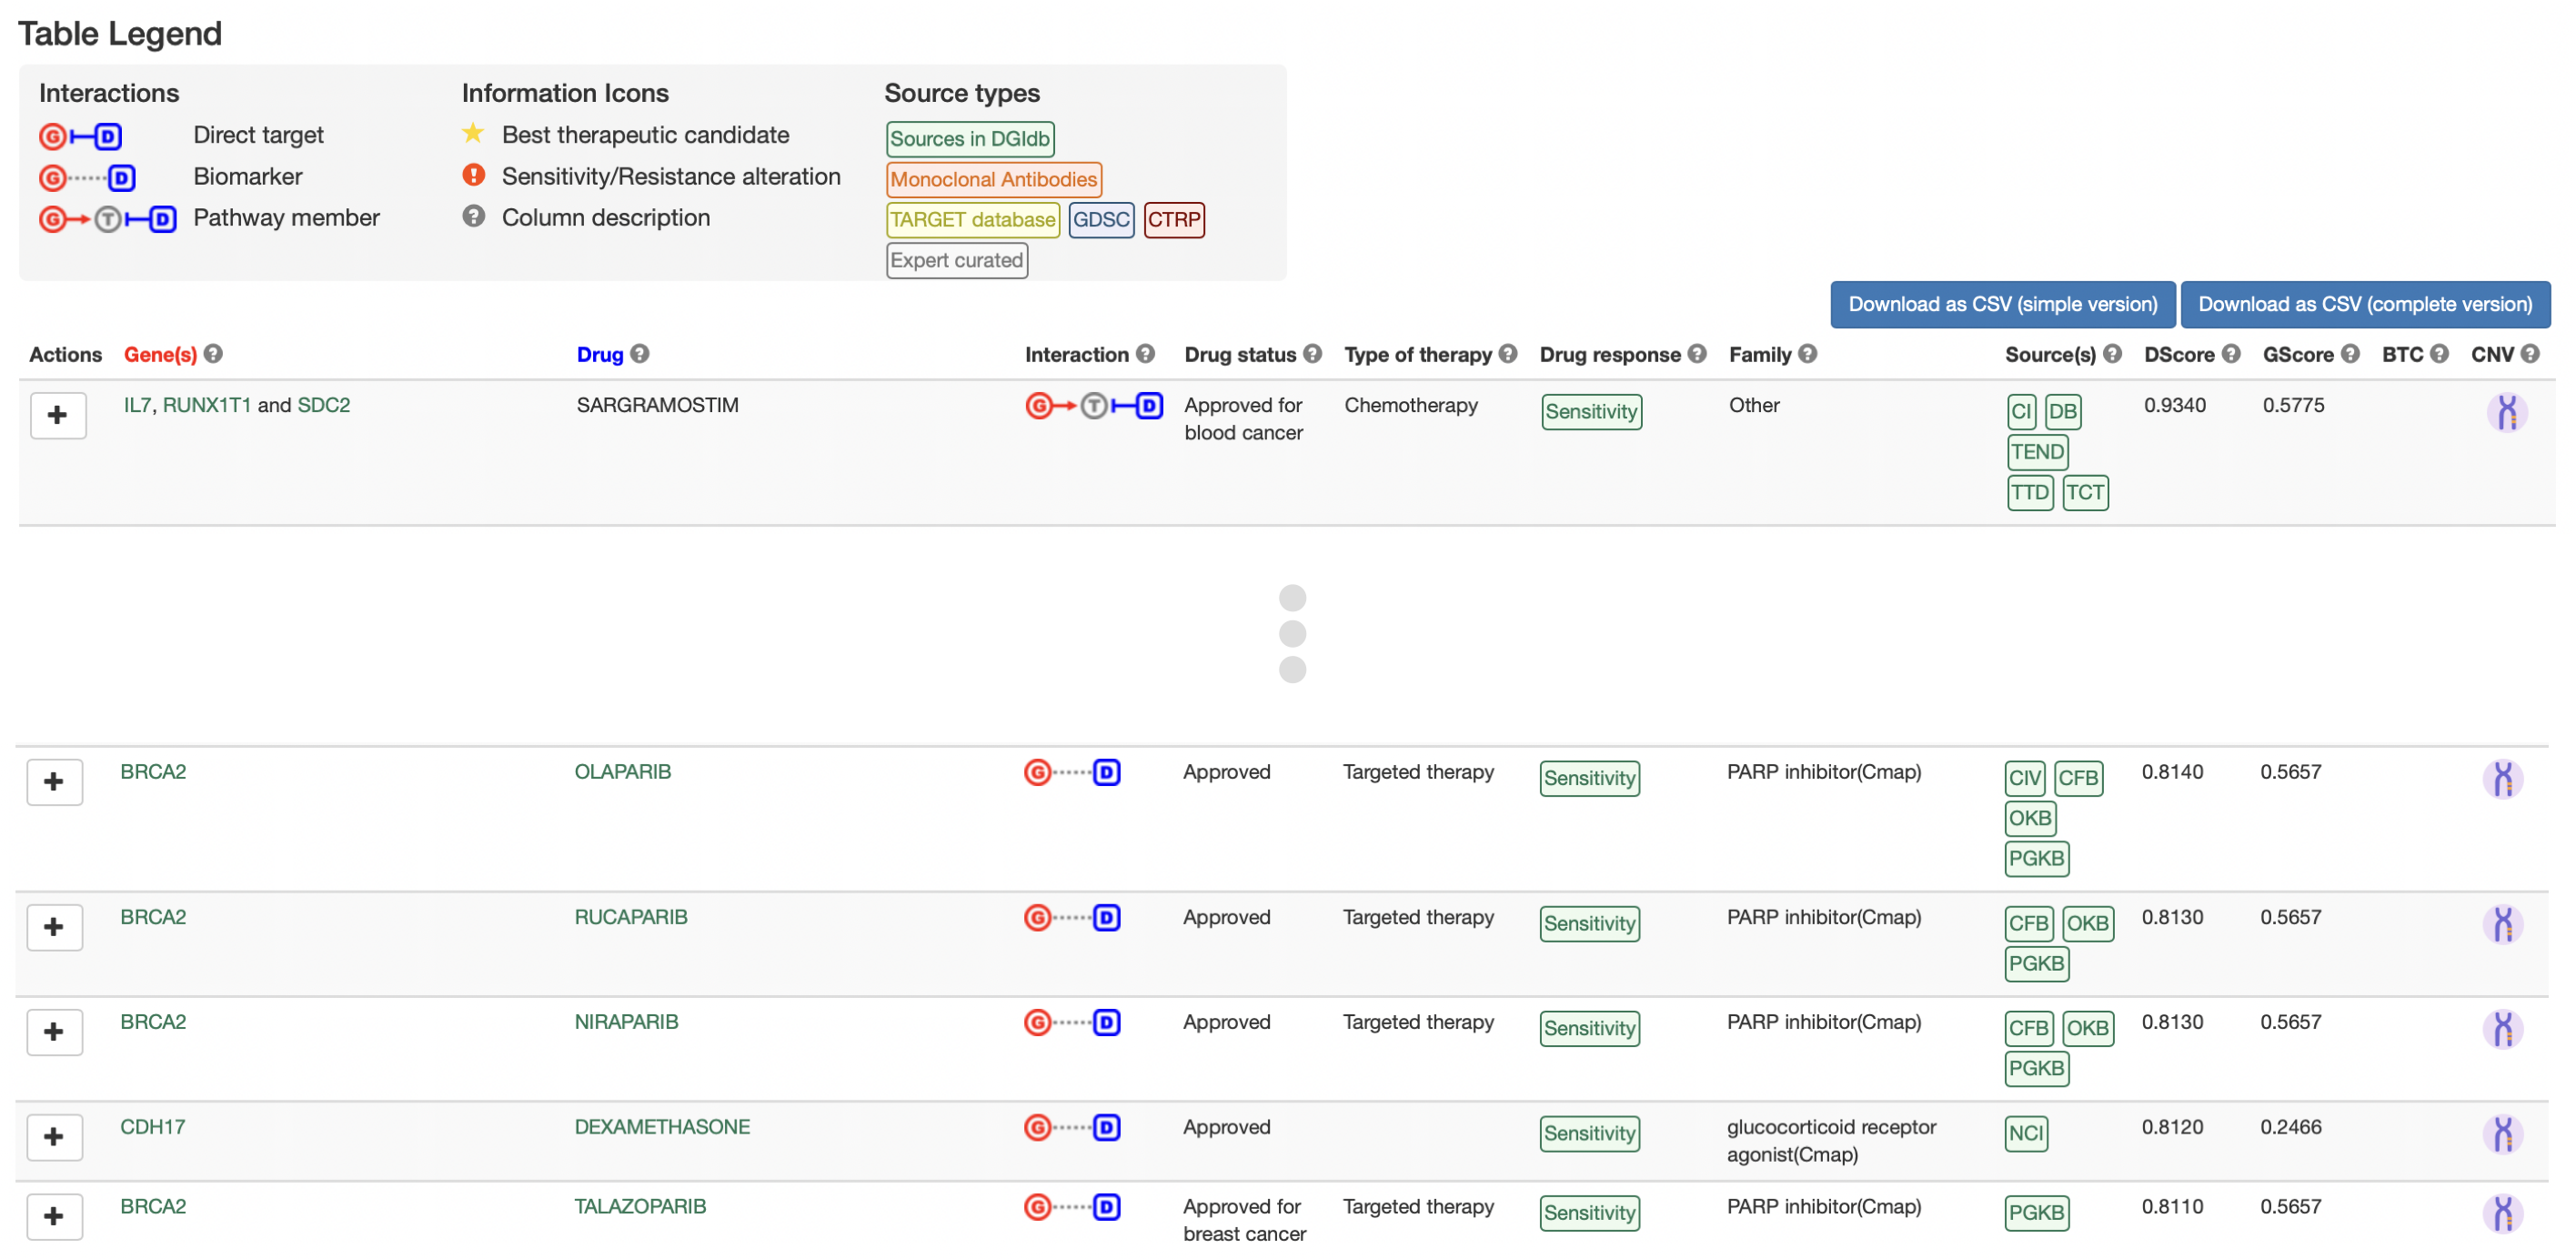 Table Legend
Interactions Information Icons Source types
G D Direct target Best therapeutic candidate Sources in DGIdb
G D Biomarker ! Sensitivity/Resistance alteration Monoclonal Antibodies
G T D Pathway member ? Column description TARGET database GDSC CTRP
Expert curated
Download as CSV (simple version) Download as CSV (complete version)
Actions Gene(s) ? Drug ? Interaction ? Drug status ? Type of therapy ? Drug response ? Family ? Source(s) ? DScore ? GScore ? BTC ? CNV ?
+ IL7, RUNX1T1 and SDC2 SARGRAMOSTIM G T D Approved for Chemotherapy Sensitivity Other CI DB 0.9340 0.5775
blood cancer
TEND
TTD TCT
+ BRCA2 OLAPARIB G D Approved Targeted therapy Sensitivity PARP inhibitor(Cmap) CIV CFB 0.8140 0.5657
OKB
PGKB
+ BRCA2 RUCAPARIB G D Approved Targeted therapy Sensitivity PARP inhibitor(Cmap) CFB OKB 0.8130 0.5657
PGKB
+ BRCA2 NIRAPARIB G D Approved Targeted therapy Sensitivity PARP inhibitor(Cmap) CFB OKB 0.8130 0.5657
PGKB
+ CDH17 DEXAMETHASONE G D Approved Sensitivity glucocorticoid receptor NCI 0.8120 0.2466
agonist(Cmap)
+ BRCA2 TALAZOPARIB G D Approved for Targeted therapy Sensitivity PARP inhibitor(Cmap) PGKB 0.8110 0.5657
breast cancer